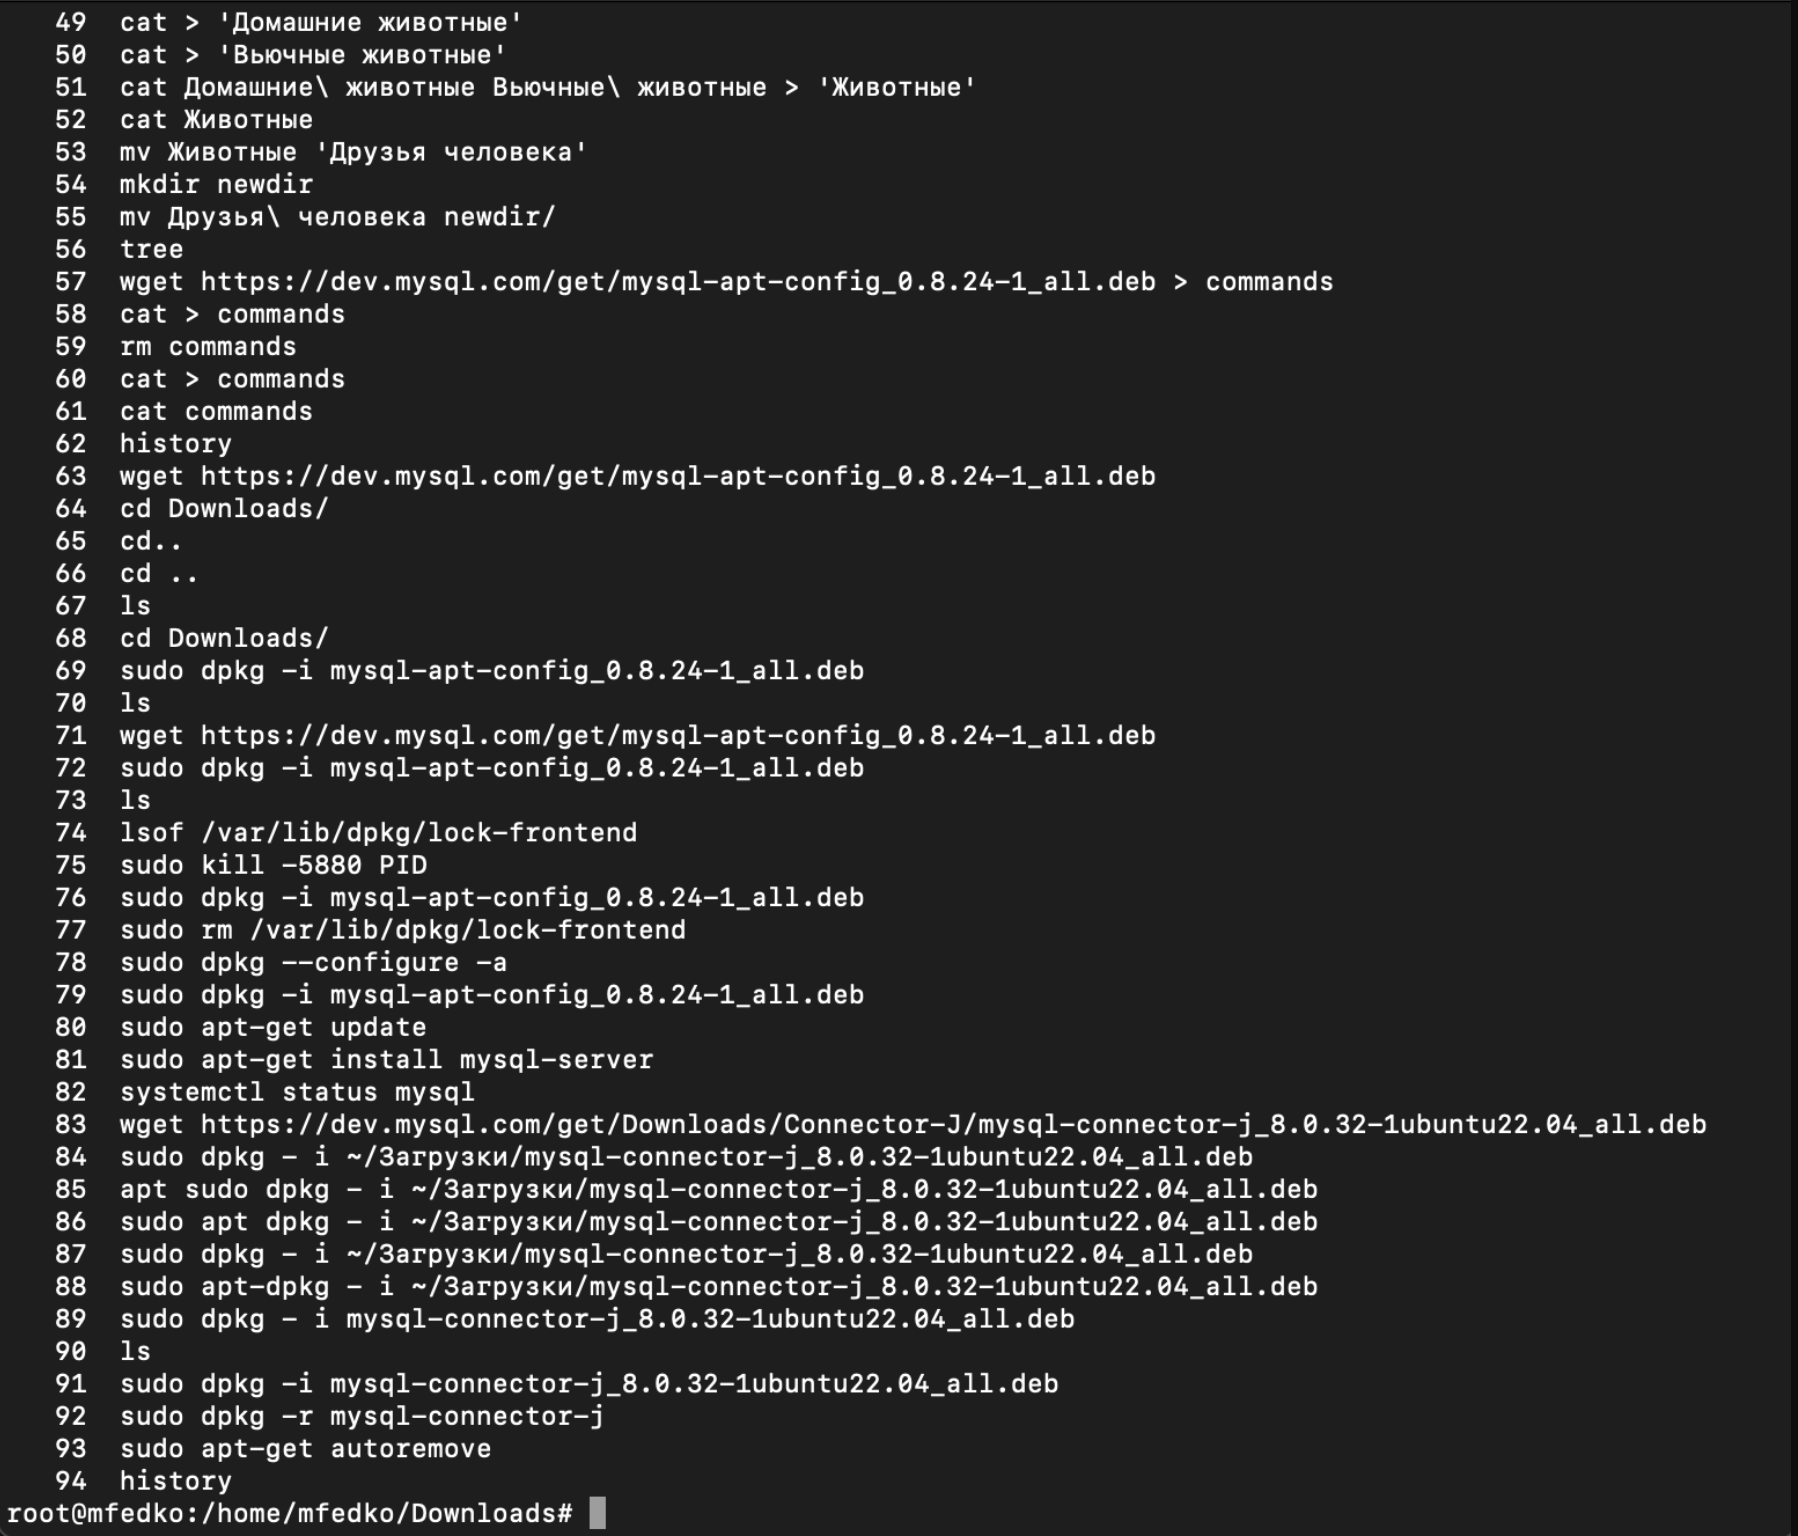 49 cat > 'Домашние животные'
50 cat > 'Вьючные животные'
51 cat Домашние\ животные Вьючные\ животные > 'Животные'
52 cat Животные
53 mv Животные 'Друзья человека'
54 mkdir newdir
55 mv Друзья\ человека newdir/
56 tree
57 wget https://dev.mysql.com/get/mysql-apt-config_0.8.24-1_all.deb > commands
58 cat > commands
59 rm commands
60 cat > commands
61 cat commands
62 history
63 wget https://dev.mysql.com/get/mysql-apt-config_0.8.24-1_all.deb
64 cd Downloads/
65 cd..
66 cd ..
67 ls
68 cd Downloads/
69 sudo dpkg -i mysql-apt-config_0.8.24-1_all.deb
70 ls
71 wget https://dev.mysql.com/get/mysql-apt-config_0.8.24-1_all.deb
72 sudo dpkg -i mysql-apt-config_0.8.24-1_all.deb
73 ls
74 lsof /var/lib/dpkg/lock-frontend
75 sudo kill -5880 PID
76 sudo dpkg -i mysql-apt-config_0.8.24-1_all.deb
77 sudo rm /var/lib/dpkg/lock-frontend
78 sudo dpkg --configure -a
79 sudo dpkg -i mysql-apt-config_0.8.24-1_all.deb
80 sudo apt-get update
81 sudo apt-get install mysql-server
82 systemctl status mysql
83 wget https://dev.mysql.com/get/Downloads/Connector-J/mysql-connector-j_8.0.32-1ubuntu22.04_all.deb
84 sudo dpkg - i ~/Загрузки/mysql-connector-j_8.0.32-1ubuntu22.04_all.deb
85 apt sudo dpkg - i ~/Загрузки/mysql-connector-j_8.0.32-1ubuntu22.04_all.deb
86 sudo apt dpkg - i ~/Загрузки/mysql-connector-j_8.0.32-1ubuntu22.04_all.deb
87 sudo dpkg - i ~/Загрузки/mysql-connector-j_8.0.32-1ubuntu22.04_all.deb
88 sudo apt-dpkg - i ~/Загрузки/mysql-connector-j_8.0.32-1ubuntu22.04_all.deb
89 sudo dpkg - i mysql-connector-j_8.0.32-1ubuntu22.04_all.deb
90 ls
91 sudo dpkg -i mysql-connector-j_8.0.32-1ubuntu22.04_all.deb
92 sudo dpkg -r mysql-connector-j
93 sudo apt-get autoremove
94 history
root@mfedko:/home/mfedko/Downloads#